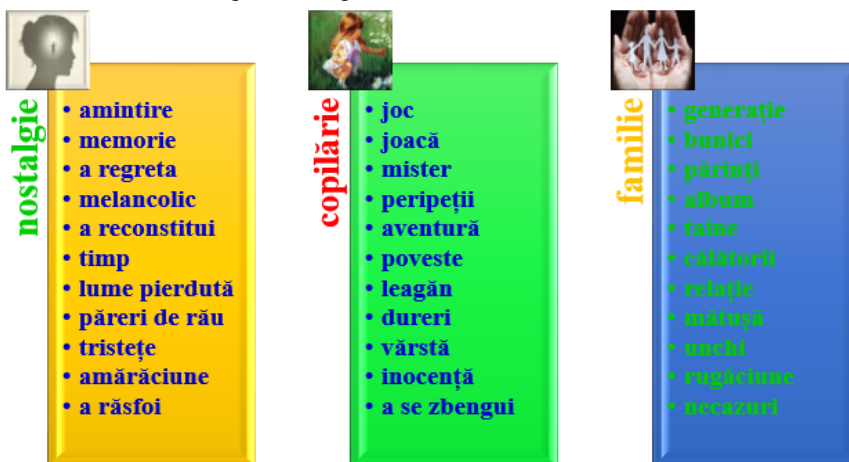 nostalgie
• amintire
• memorie
• a regreta
• melancolic
• a reconstitui
• timp
• lume pierdută
• păreri de rău
• tristețe
• amărăciune
• a răsfoi
copilărie
• joc
• joacă
• mister
• peripeții
• aventură
• poveste
• leagăn
• dureri
• vărstă
• inocență
• a se zbengui
familie
• generație
• bunici
• părinți
• album
• taine
• călătorii
• relație
• mătușă
• unchi
• rugăciune
• necazuri